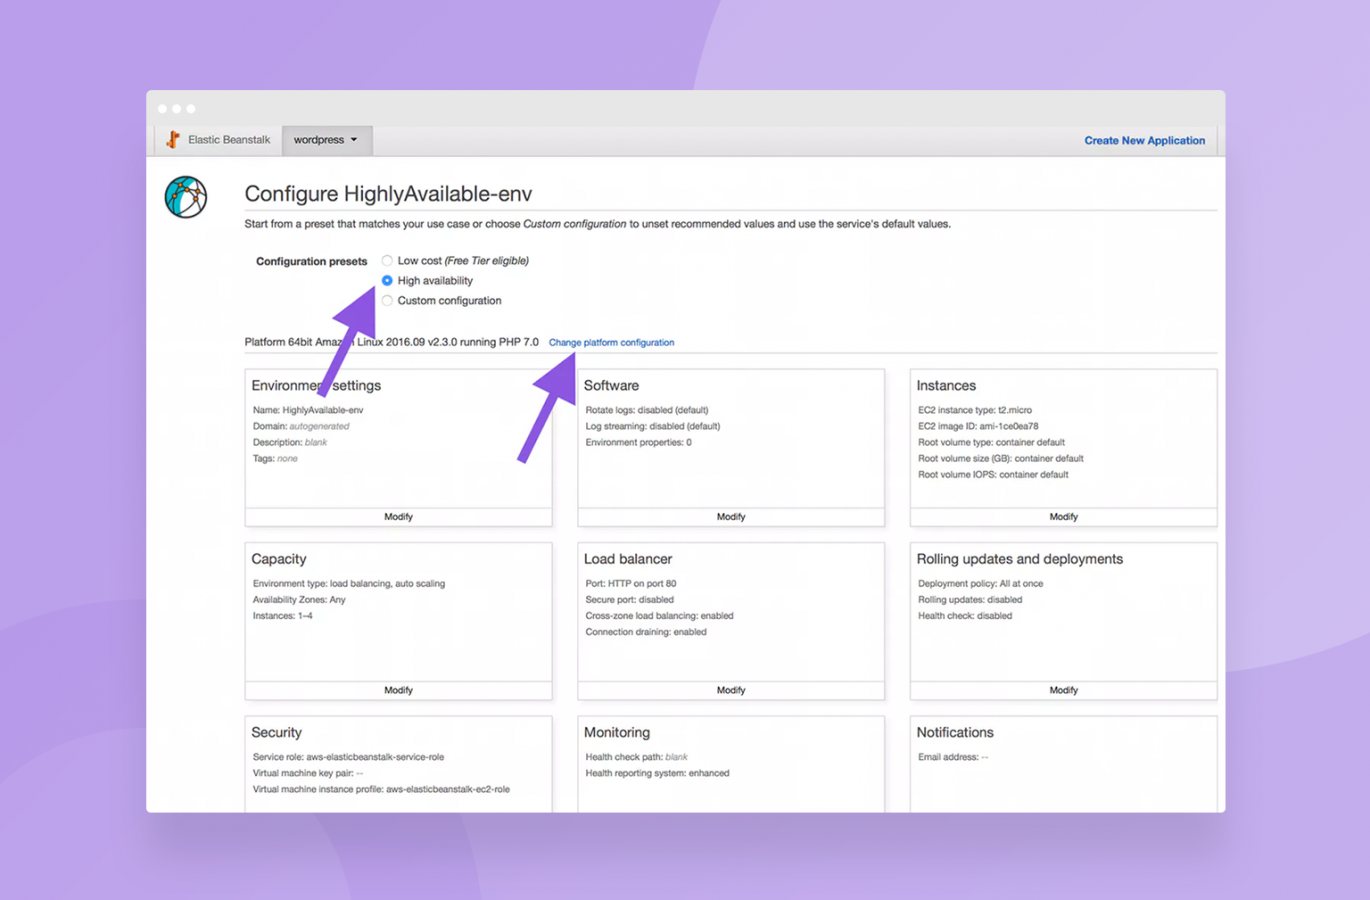 Elastic Beanstalk
wordpress
Create New Application
Configure HighlyAvailable-env
Start from a preset that matches your use case or choose Custom configuration to unset recommended values and use the service's default values.
Configuration presets
Low cost (Free Tier eligible)
High availability
Custom configuration
Platform 64bit Amazon Linux 2016.09 v2.3.0 running PHP 7.0 Change platform configuration
Environment settings
Name: HighlyAvailable-env
Domain: autogenerated
Description: blank
Tags: none
Modify
Software
Rotate logs: disabled (default)
Log streaming: disabled (default)
Environment properties: 0
Modify
Instances
EC2 instance type: t2.micro
EC2 image ID: ami-1ce0ea78
Root volume type: container default
Root volume size (GB): container default
Root volume IOPS: container default
Modify
Capacity
Environment type: load balancing, auto scaling
Availability Zones: Any
Instances: 1–4
Modify
Load balancer
Port: HTTP on port 80
Secure port: disabled
Cross-zone load balancing: enabled
Connection draining: enabled
Modify
Rolling updates and deployments
Deployment policy: All at once
Rolling updates: disabled
Health check: disabled
Modify
Security
Service role: aws-elasticbeanstalk-service-role
Virtual machine key pair: --
Virtual machine instance profile: aws-elasticbeanstalk-ec2-role
Monitoring
Health check path: blank
Health reporting system: enhanced
Notifications
Email address: --